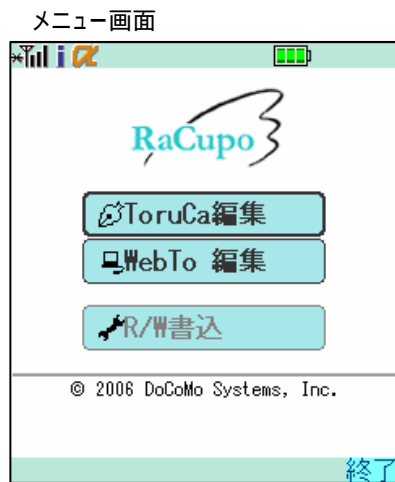 メニュー画面
i α
RaCupo
ToruCa編集
WebTo 編集
R/W書込
© 2006 DoCoMo Systems, Inc.
終了